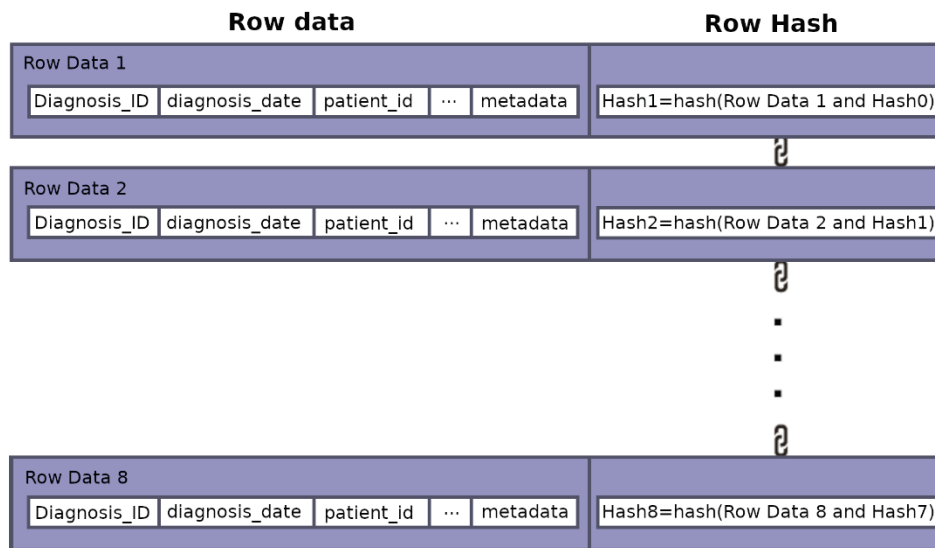 Row data Row Hash
Row Data 1
Diagnosis_ID diagnosis_date patient_id ... metadata Hash1=hash(Row Data 1 and Hash0)
Row Data 2
Diagnosis_ID diagnosis_date patient_id ... metadata Hash2=hash(Row Data 2 and Hash1)
Row Data 8
Diagnosis_ID diagnosis_date patient_id ... metadata Hash8=hash(Row Data 8 and Hash7)